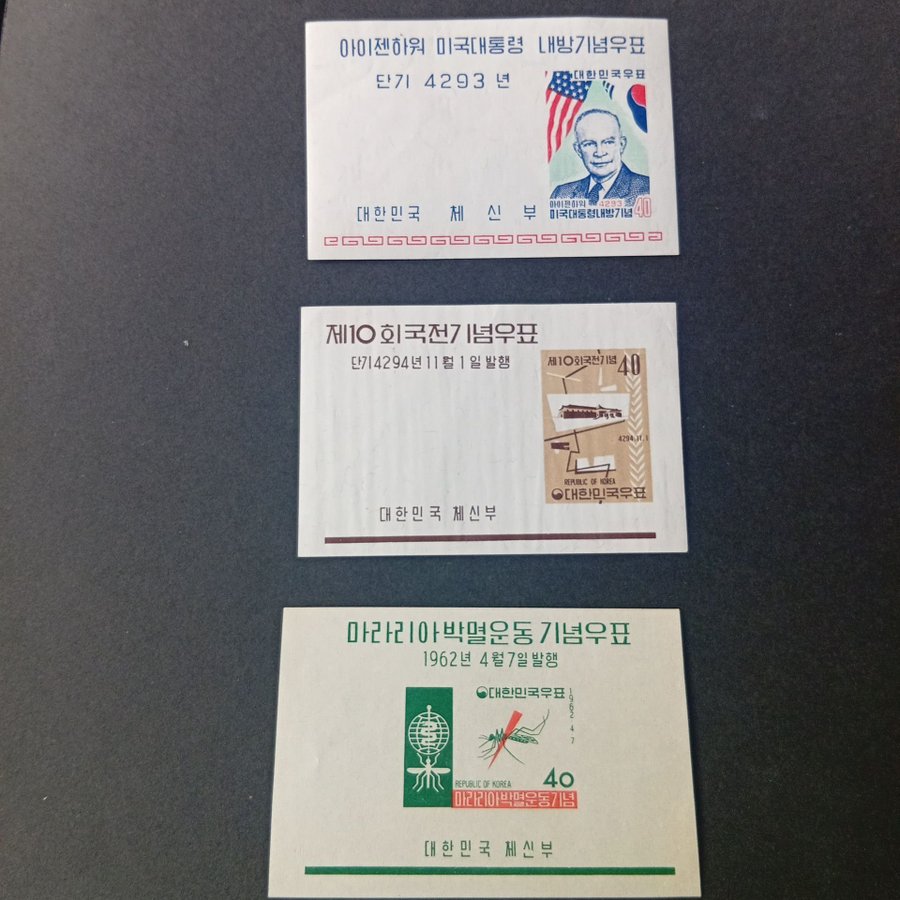 아이젠하워 미국대통령 내방기념우표
단기 4293 년
대한민국우표
아이젠하워 4293
미국대통령내방기념 40
대한민국 체 신 부
제10회국전기념우표
단기4294년11월1일발행
제10회국전기념 40
4294.11.1
REPUBLIC OF KOREA
대한민국우표
대한민국 체신부
마라리아박멸운동기념우표
1962년 4월7일발행
대한민국우표
1962 4 7
REPUBLIC OF KOREA 40
마라리아박멸운동기념
대한민국 체신부